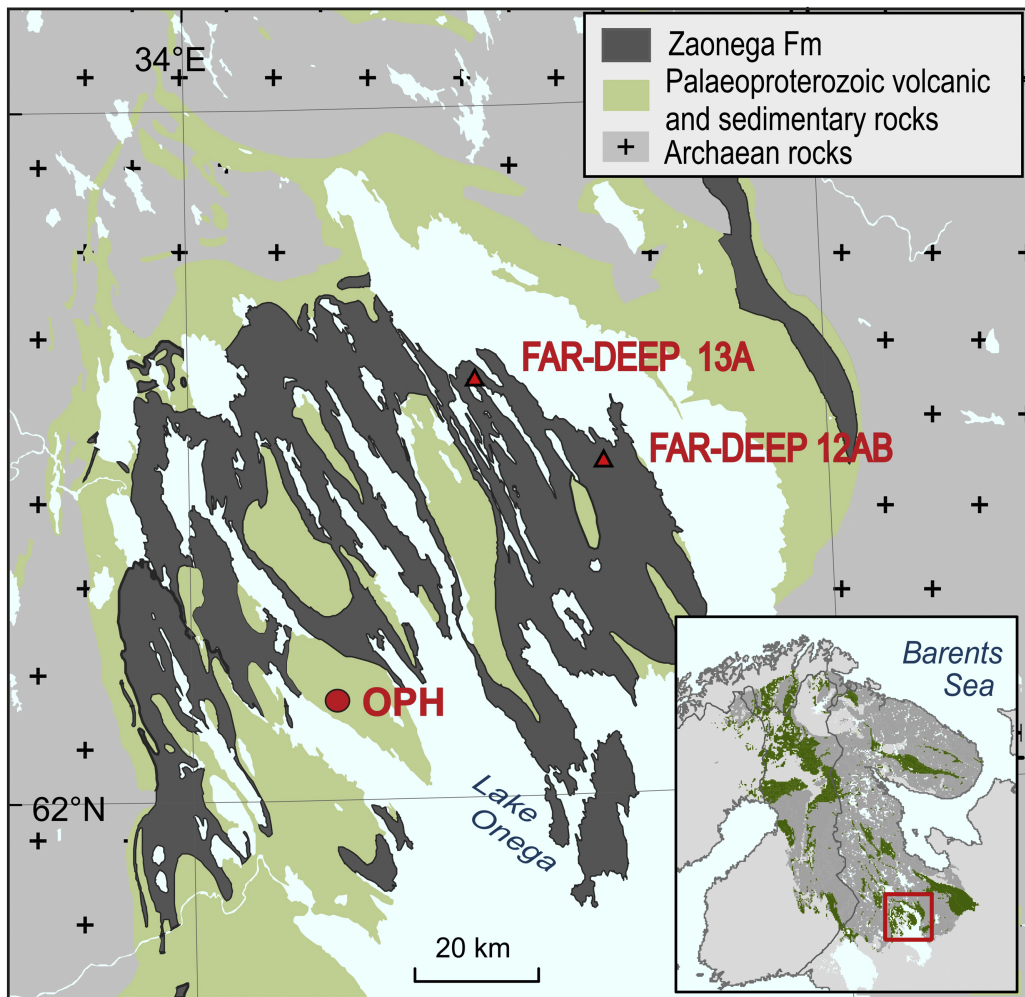 34°E
Zaonega Fm
Palaeoproterozoic volcanic
and sedimentary rocks
Archaean rocks
FAR-DEEP 13A
FAR-DEEP 12AB
OPH
Barents
Sea
62°N
Lake
Onega
20 km